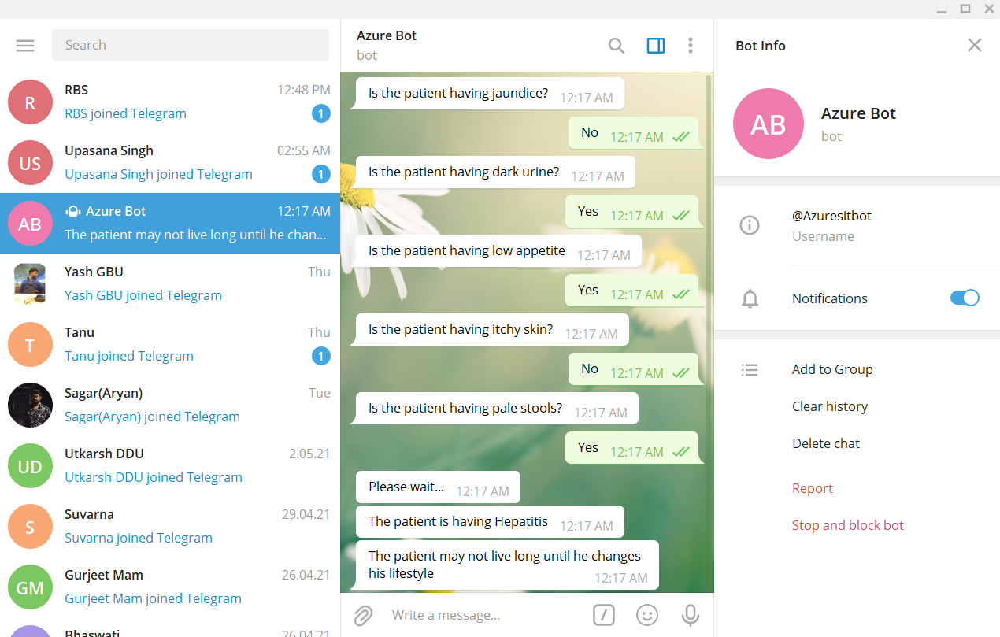 Search
RBS 12:48 PM
R
RBS joined Telegram 1
Upasana Singh 02:55 AM
US
Upasana Singh joined Telegram 1
Azure Bot 12:17 AM
AB
The patient may not live long until he chan...
Yash GBU Thu
Yash GBU joined Telegram
Tanu Thu
T
Tanu joined Telegram 1
Sagar(Aryan) Tue
Sagar(Aryan) joined Telegram
Utkarsh DDU 2.05.21
UD
Utkarsh DDU joined Telegram
Suvarna 29.04.21
S
Suvarna joined Telegram
Gurjeet Mam 26.04.21
GM
Gurjeet Mam joined Telegram
Bhaswati 26.04.21
Azure Bot
bot
Is the patient having jaundice? 12:17 AM
No 12:17 AM
Is the patient having dark urine? 12:17 AM
Yes 12:17 AM
Is the patient having low appetite 12:17 AM
Yes 12:17 AM
Is the patient having itchy skin? 12:17 AM
No 12:17 AM
Is the patient having pale stools? 12:17 AM
Yes 12:17 AM
Please wait... 12:17 AM
The patient is having Hepatitis 12:17 AM
The patient may not live long until he changes
his lifestyle 12:17 AM
Write a message...
Bot Info
AB
Azure Bot
bot
@Azuresitbot
Username
Notifications
Add to Group
Clear history
Delete chat
Report
Stop and block bot